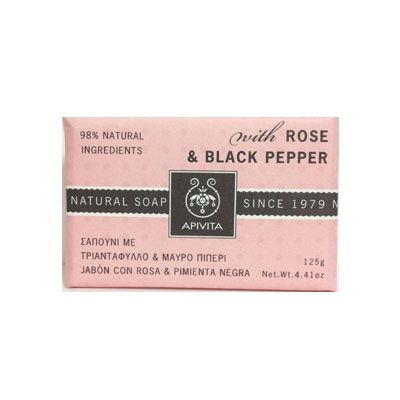 98% NATURAL
INGREDIENTS
with ROSE
& BLACK PEPPER
NATURAL SOAP
APIVITA
SINCE 1979 N
ΣΑΠΟΥΝΙ ΜΕ
ΤΡΙΑΝΤΑΦΥΛΛΟ & ΜΑΥΡΟ ΠΙΠΕΡΙ
JABÓN CON ROSA & PIMIENTA NEGRA
125g
Net.Wt.4.41oz